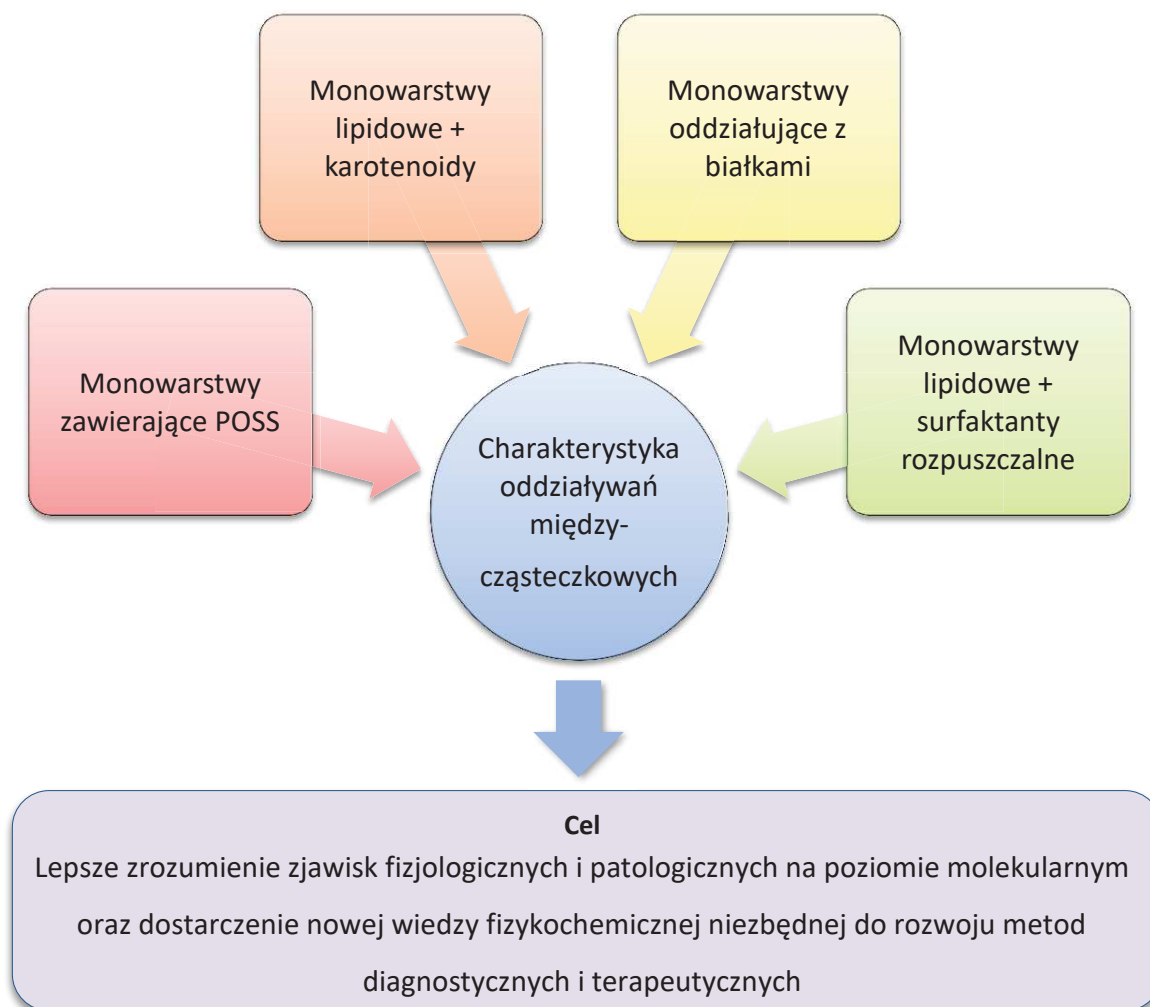 Monowarstwy
lipidowe +
karotenoidy
Monowarstwy
oddziałujące z
białkami
Monowarstwy
zawierające POSS
Monowarstwy
lipidowe +
surfaktanty
rozpuszczalne
Charakterystyka
oddziaływań
między-
cząsteczkowych
Cel
Lepsze zrozumienie zjawisk fizjologicznych i patologicznych na poziomie molekularnym
oraz dostarczenie nowej wiedzy fizykochemicznej niezbędnej do rozwoju metod
diagnostycznych i terapeutycznych